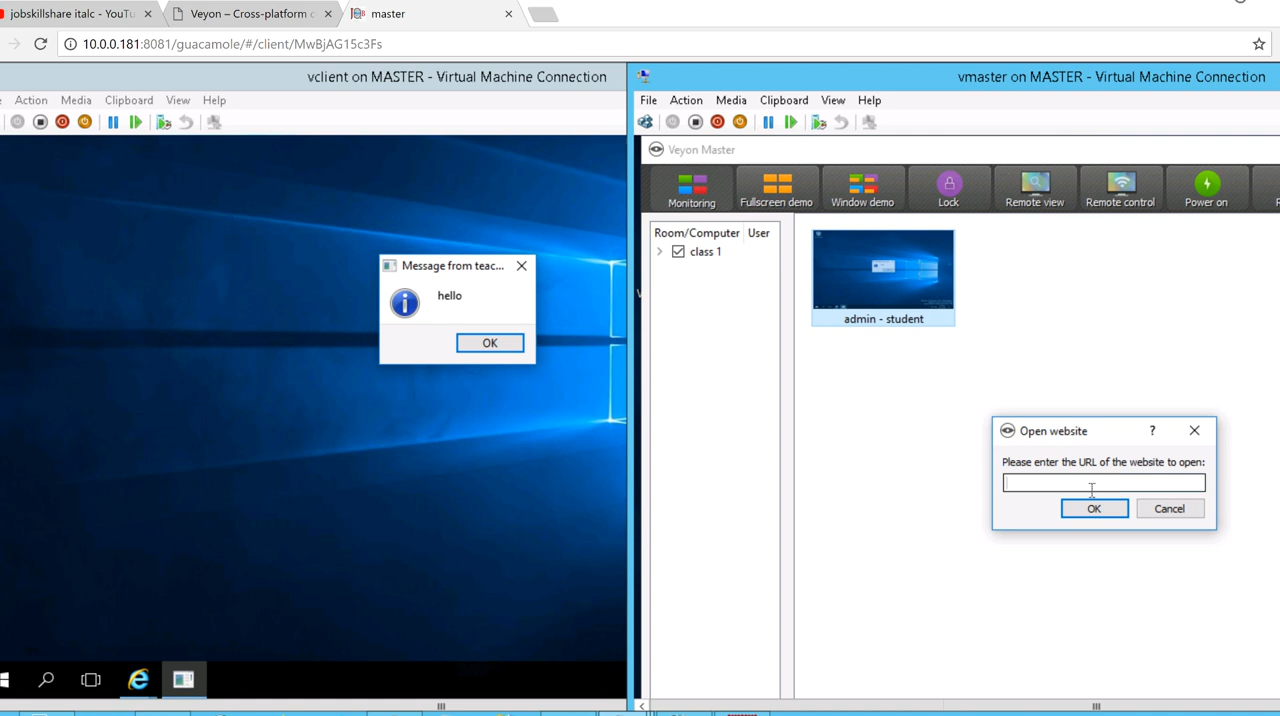 jobskillshare italc - YouTu
Veyon – Cross-platform c
master
10.0.0.181:8081/guacamole/#/client/MwBjAG15c3Fs
vclient on MASTER - Virtual Machine Connection
Action Media Clipboard View Help
Message from teac...
hello
OK
vmaster on MASTER - Virtual Machine Connection
File Action Media Clipboard View Help
Veyon Master
Monitoring
Fullscreen demo
Window demo
Lock
Remote view
Remote control
Power on
Room/Computer User
class 1
admin - student
Open website
Please enter the URL of the website to open:
OK Cancel